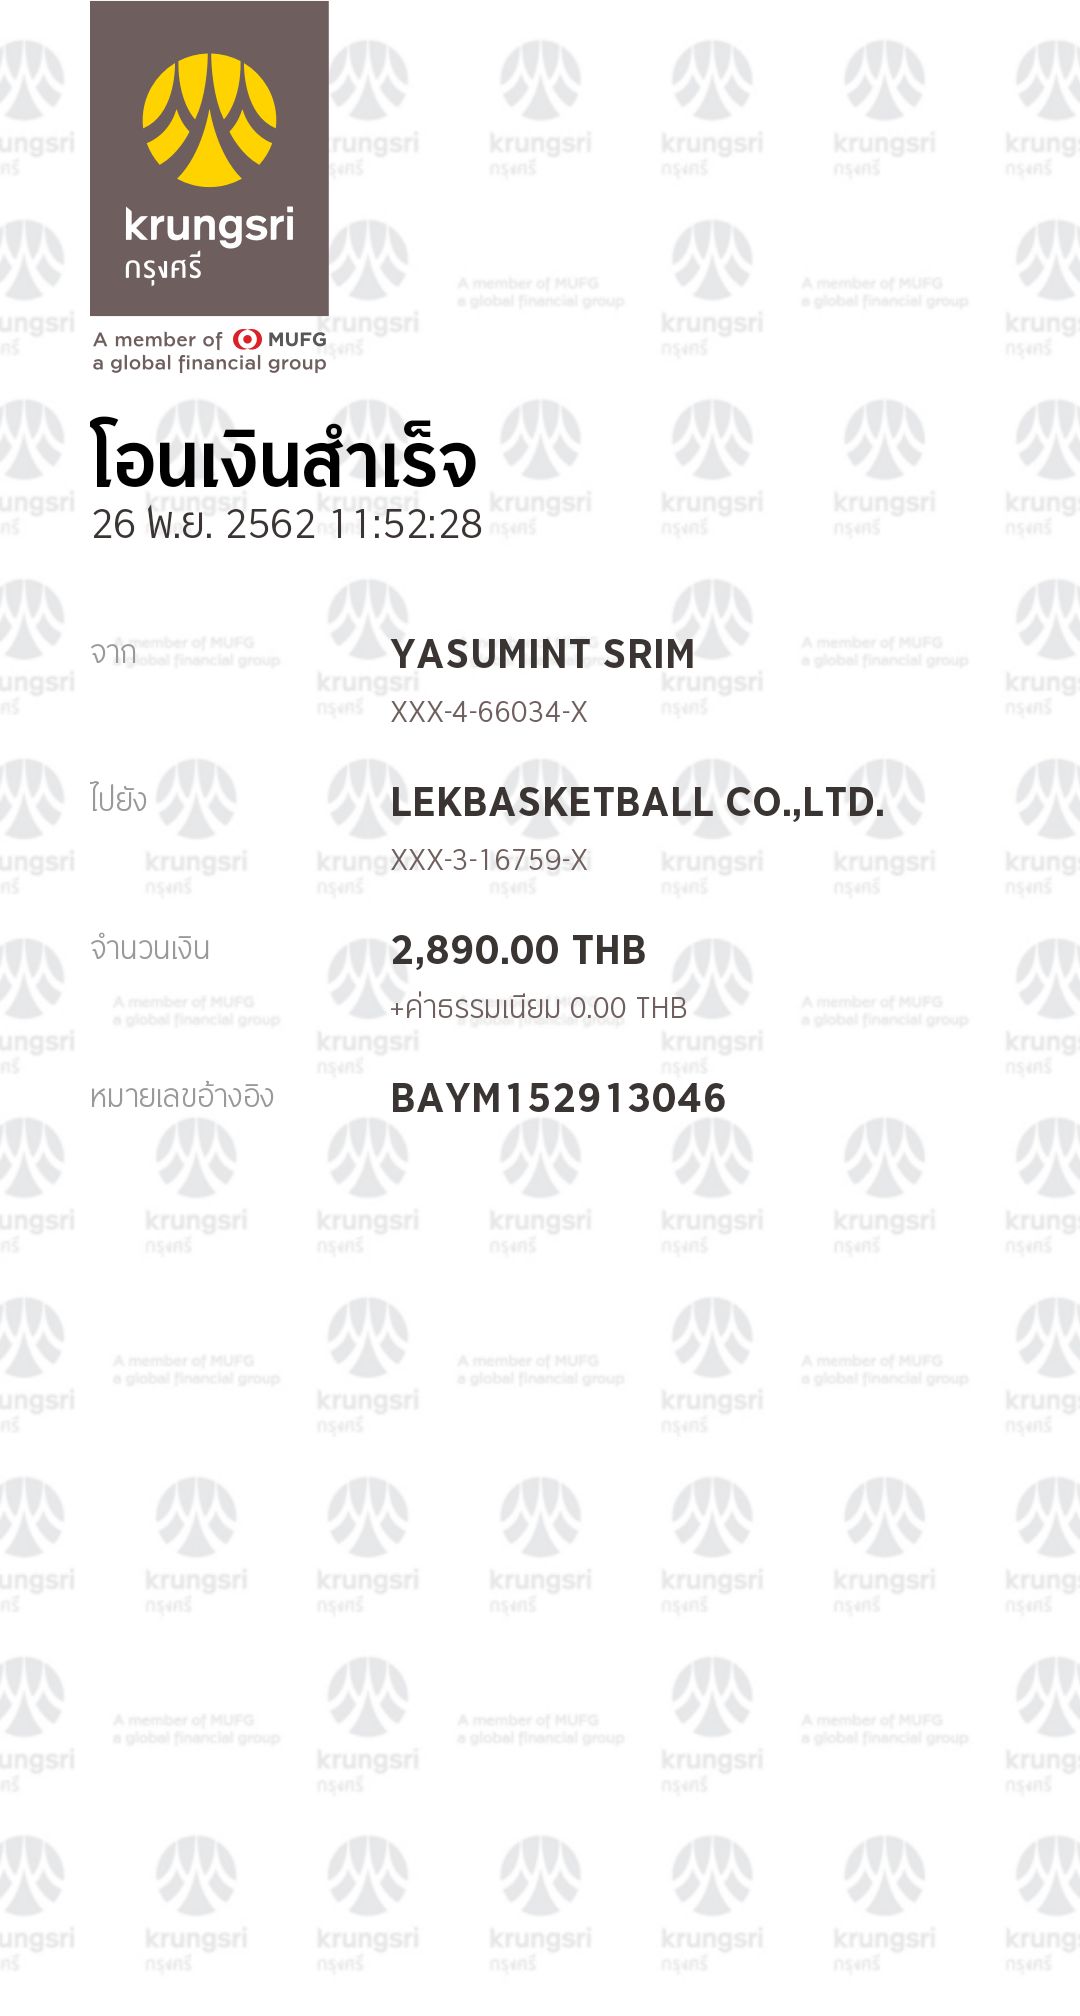 krungsri
กรุงศรี
A member of MUFG
a global financial group
โอนเงินสำเร็จ
26 พ.ย. 2562 11:52:28
จาก
YASUMINT SRIM
XXX-4-66034-X
ไปยัง
LEKBASKETBALL CO.,LTD.
XXX-3-16759-X
จำนวนเงิน
2,890.00 THB
+ค่าธรรมเนียม 0.00 THB
หมายเลขอ้างอิง
BAYM152913046